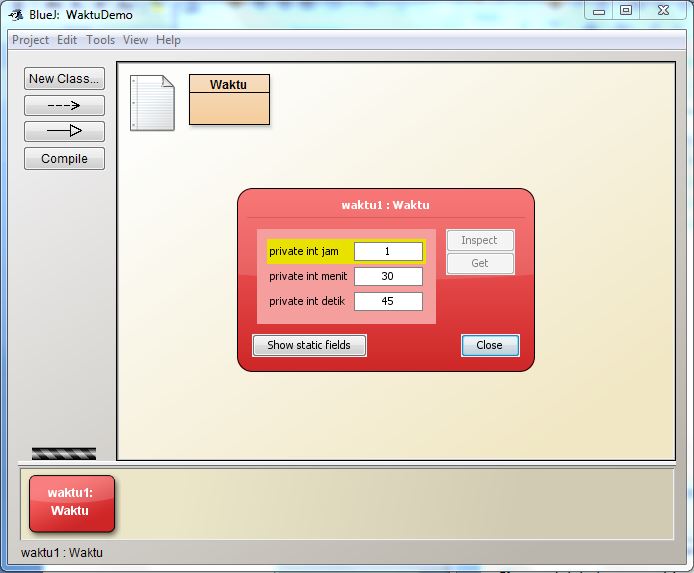 BlueJ: WaktuDemo
Project Edit Tools View Help
New Class...
Compile
Waktu
waktu1 : Waktu
private int jam 1
private int menit 30
private int detik 45
Inspect
Get
Show static fields
Close
waktu1:
Waktu
waktu1 : Waktu